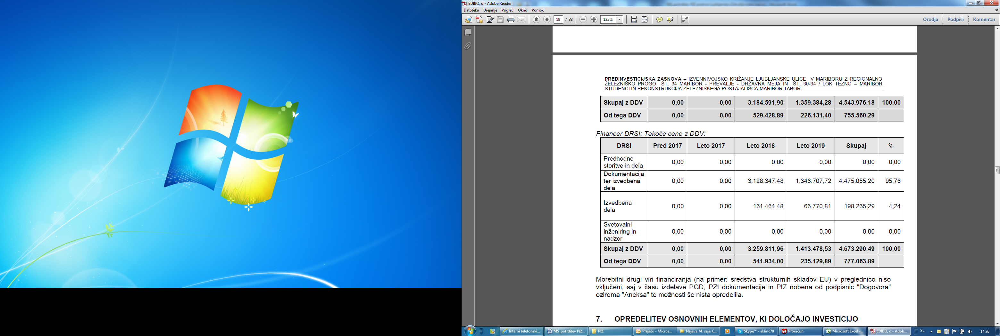 EDIBO, d - Adobe Reader
Datoteka Urejanje Pogled Okno Pomoč
19 / 38 125% Orodja Podpiši Komentar
PREDINVESTICIJSKA ZASNOVA – IZVENNIVOJSKO KRIŽANJE LJUBLJANSKE ULICE V MARIBORU Z REGIONALNO
ŽELEZNIŠKO PROGO ŠT. 34 MARIBOR - PREVALJE - DRŽAVNA MEJA IN ŠT. 30-34 / LOK TEZNO – MARIBOR
STUDENCI IN REKONSTRUKCIJA ŽELEZNIŠKEGA POSTAJALIŠČA MARIBOR TABOR
Skupaj z DDV 0,00 0,00 3.184.591,90 1.359.384,28 4.543.976,18 100,00
Od tega DDV 0,00 0,00 529.428,89 226.131,40 755.560,29
Financer DRSI: Tekoče cene z DDV:
DRSI Pred 2017 Leto 2017 Leto 2018 Leto 2019 Skupaj %
Predhodne
storitve in dela 0,00 0,00 0,00 0,00 0,00 0,00
Dokumentacija
ter izvedbena 0,00 0,00 3.128.347,48 1.346.707,72 4.475.055,20 95,76
dela
Izvedbena
dela 0,00 0,00 131.464,48 66.770,81 198.235,29 4,24
Svetovalni
inženiring in 0,00 0,00 0,00 0,00 0,00 0,00
nadzor
Skupaj z DDV 0,00 0,00 3.259.811,96 1.413.478,53 4.673.290,49 100,00
Od tega DDV 0,00 0,00 541.934,00 235.129,89 777.063,89
Morebitni drugi viri financiranja (na primer: sredstva strukturnih skladov EU) v preglednico niso
vključeni, saj v času izdelave PGD, PZI dokumentacije in PIZ nobena od podpisnic "Dogovora"
oziroma "Aneksa" te možnosti še nista opredelila.
7. OPREDELITEV OSNOVNIH ELEMENTOV, KI DOLOČAJO INVESTICIJO
Interni telefonski... MS_potrditev PIZ... PIZ Prejeto - Micros... Najava 74. seje K... Skype™ - aklinc78 Proračun Microsoft Excel -... EDIBO, d - Adob... SL 14:26